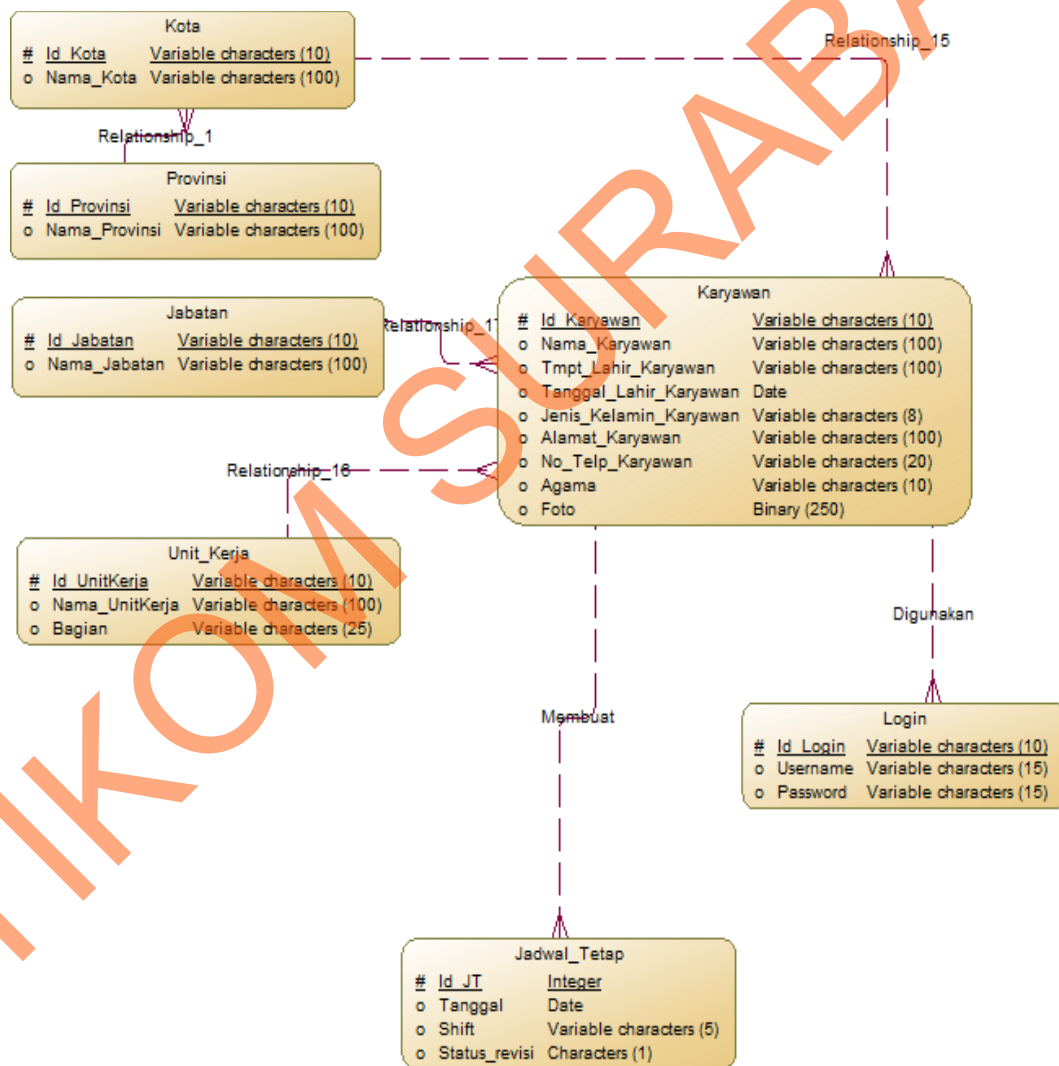 Kota
# Id_Kota Variable characters (10)
o Nama_Kota Variable characters (100)
Relationship_15
Relationship_1
Provinsi
# Id_Provinsi Variable characters (10)
o Nama_Provinsi Variable characters (100)
Jabatan
# Id_Jabatan Variable characters (10)
o Nama_Jabatan Variable characters (100)
Relationship_17
Karyawan
# Id_Karyawan Variable characters (10)
o Nama_Karyawan Variable characters (100)
o Tmpt_Lahir_Karyawan Variable characters (100)
o Tanggal_Lahir_Karyawan Date
o Jenis_Kelamin_Karyawan Variable characters (8)
o Alamat_Karyawan Variable characters (100)
o No_Telp_Karyawan Variable characters (20)
o Agama Variable characters (10)
o Foto Binary (250)
Relationship_16
Unit_Kerja
# Id_UnitKerja Variable characters (10)
o Nama_UnitKerja Variable characters (100)
o Bagian Variable characters (25)
Digunakan
Membuat
Login
# Id_Login Variable characters (10)
o Username Variable characters (15)
o Password Variable characters (15)
Jadwal_Tetap
# Id_JT Integer
o Tanggal Date
o Shift Variable characters (5)
o Status_revisi Characters (1)
IKOM SURABA